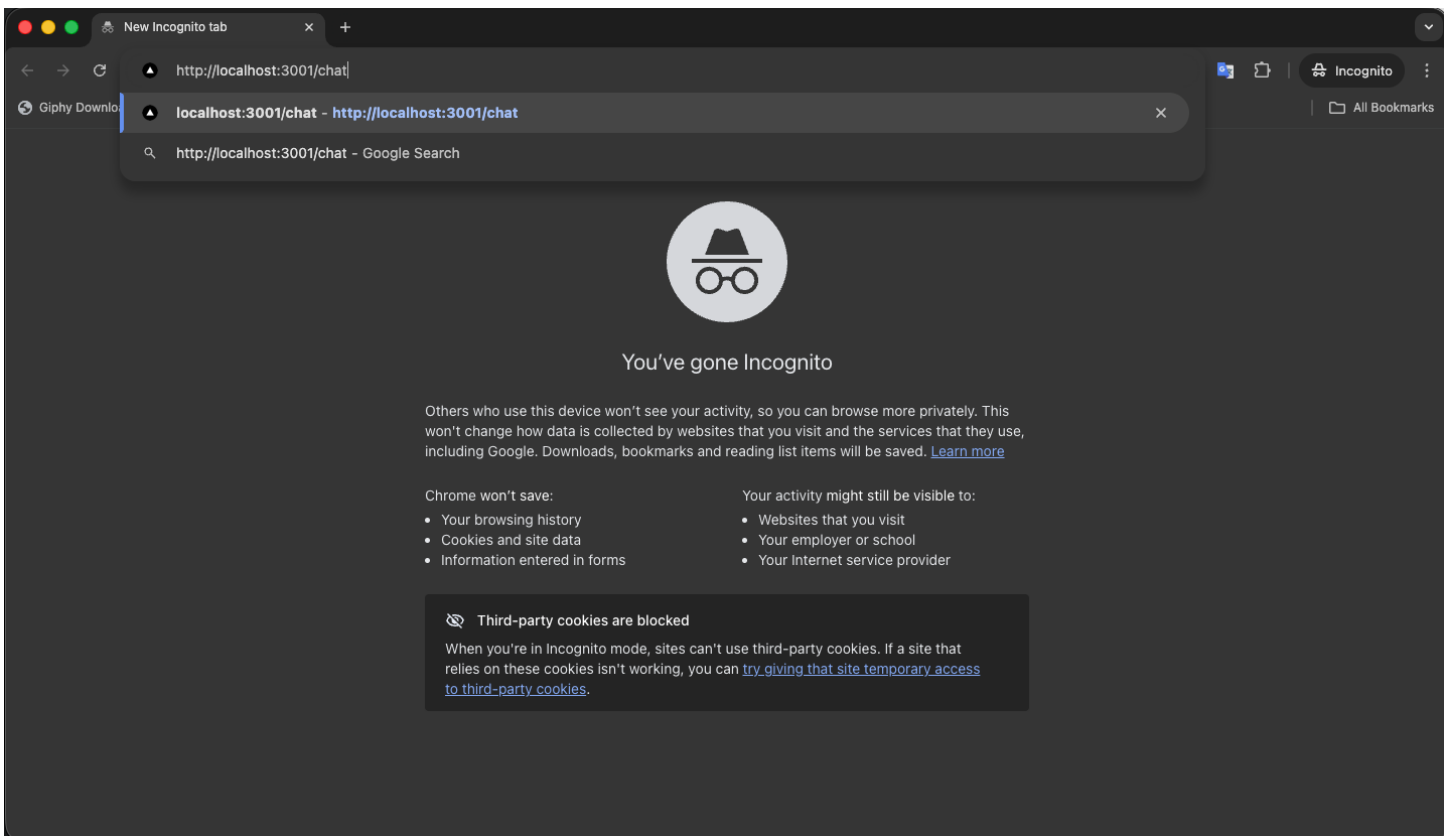 New Incognito tab
http://localhost:3001/chat
Incognito
Giphy Downlo
All Bookmarks
localhost:3001/chat - http://localhost:3001/chat
http://localhost:3001/chat - Google Search
You've gone Incognito
Others who use this device won't see your activity, so you can browse more privately. This
won't change how data is collected by websites that you visit and the services that they use,
including Google. Downloads, bookmarks and reading list items will be saved. Learn more
Chrome won't save:
Your browsing history
Cookies and site data
Information entered in forms
Your activity might still be visible to:
Websites that you visit
Your employer or school
Your Internet service provider
Third-party cookies are blocked
When you're in Incognito mode, sites can't use third-party cookies. If a site that
relies on these cookies isn't working, you can try giving that site temporary access
to third-party cookies.